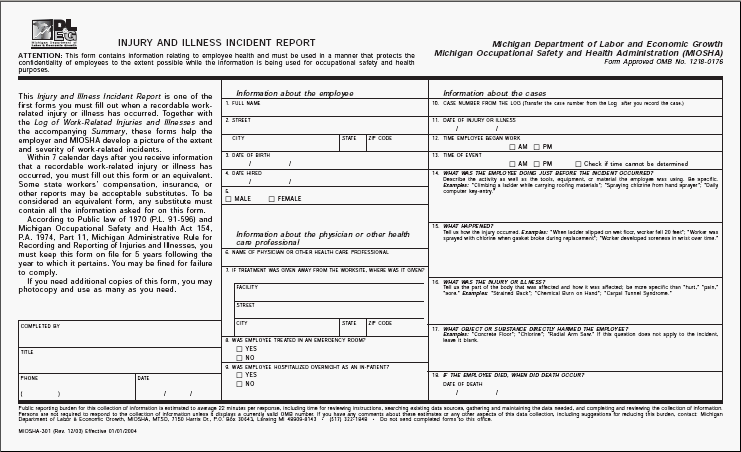 DL
EG
INJURY AND ILLNESS INCIDENT REPORT
Michigan Department of Labor and Economic Growth
Michigan Occupational Safety and Health Administration (MIOSHA)
Form Approved OMB No. 1218-0176
ATTENTION: This form contains information relating to employee health and must be used in a manner that protects the
confidentiality of employees to the extent possible while the information is being used for occupational safety and health
purposes.
This Injury and Illness Incident Report is one of the
first forms you must fill out when a recordable work-
related injury or illness has occurred. Together with
the Log of Work-Related Injuries and Illnesses and
the accompanying Summary, these forms help the
employer and MIOSHA develop a picture of the extent
and severity of work-related incidents.
Within 7 calendar days after you receive information
that a recordable work-related injury or illness has
occurred, you must fill out this form or an equivalent.
Some state workers' compensation, insurance, or
other reports may be acceptable substitutes. To be
considered an equivalent form, any substitute must
contain all the information asked for on this form.
According to Public law of 1970 (P.L. 91-596) and
Michigan Occupational Safety and Health Act 154,
P.A. 1974, Part 11, Michigan Administrative Rule for
Recording and Reporting of Injuries and Illnesses, you
must keep this form on file for 5 years following the
year to which it pertains. You may be fined for failure
to comply.
If you need additional copies of this form, you may
photocopy and use as many as you need.
COMPLETED BY
TITLE
PHONE
DATE
( )
/ /
Information about the employee
1. FULL NAME
2. STREET
CITY STATE ZIP CODE
3. DATE OF BIRTH
/ /
4. DATE HIRED
/ /
5.
MALE FEMALE
Information about the physician or other health
care professional
6. NAME OF PHYSICIAN OR OTHER HEALTH CARE PROFESSIONAL
7. IF TREATMENT WAS GIVEN AWAY FROM THE WORKSITE, WHERE WAS IT GIVEN?
FACILITY
STREET
CITY STATE ZIP CODE
8. WAS EMPLOYEE TREATED IN AN EMERGENCY ROOM?
YES
NO
9. WAS EMPLOYEE HOSPITALIZED OVERNIGHT AS AN IN-PATIENT?
YES
NO
Information about the cases
10. CASE NUMBER FROM THE LOG (Transfer the case number from the Log after you record the case.)
11. DATE OF INJURY OR ILLNESS
/ /
12. TIME EMPLOYEE BEGAN WORK
AM PM
13. TIME OF EVENT
AM PM Check if time cannot be determined
14. WHAT WAS THE EMPLOYEE DOING JUST BEFORE THE INCIDENT OCCURRED?
Describe the activity as well as the tools, equipment, or material the employee was using. Be specific.
Examples: "Climbing a ladder while carrying roofing materials"; "Spraying chlorine from hand sprayer"; "Daily
computer key-entry."
15. WHAT HAPPENED?
Tell us how the injury occurred. Examples: "When ladder slipped on wet floor, worker fell 20 feet"; "Worker was
sprayed with chlorine when gasket broke during replacement"; "Worker developed soreness in wrist over time."
16. WHAT WAS THE INJURY OR ILLNESS?
Tell us the part of the body that was affected and how it was affected; be more specific than "hurt," "pain,"
"sore." Examples: "Strained Back"; "Chemical Burn on Hand"; "Carpal Tunnel Syndrome."
17. WHAT OBJECT OR SUBSTANCE DIRECTLY HARMED THE EMPLOYEE?
Examples: "Concrete Floor"; "Chlorine"; "Radial Arm Saw." If this question does not apply to the incident,
leave it blank.
18. IF THE EMPLOYEE DIED, WHEN DID DEATH OCCUR?
DATE OF DEATH
/ /
Public reporting burden for this collection of information is estimated to average 22 minutes per response, including time for reviewing instructions, searching existing data sources, gathering and maintaining the data needed, and completing and reviewing the collection of information.
Persons are not required to respond to the collection of information unless it displays a currently valid OMB number. If you have any comments about these estimates or any other aspects of this data collection, including suggestions for reducing this burden, contact: Michigan
Department of Labor & Economic Growth, MIOSHA, MTSD, 7150 Harris Dr., P.O. Box 30643, Lansing MI 48909-8143 · (517) 322-1848 · Do not send completed forms to this office.
MIOSHA-301 (Rev. 12/03) Effective 01/01/2004